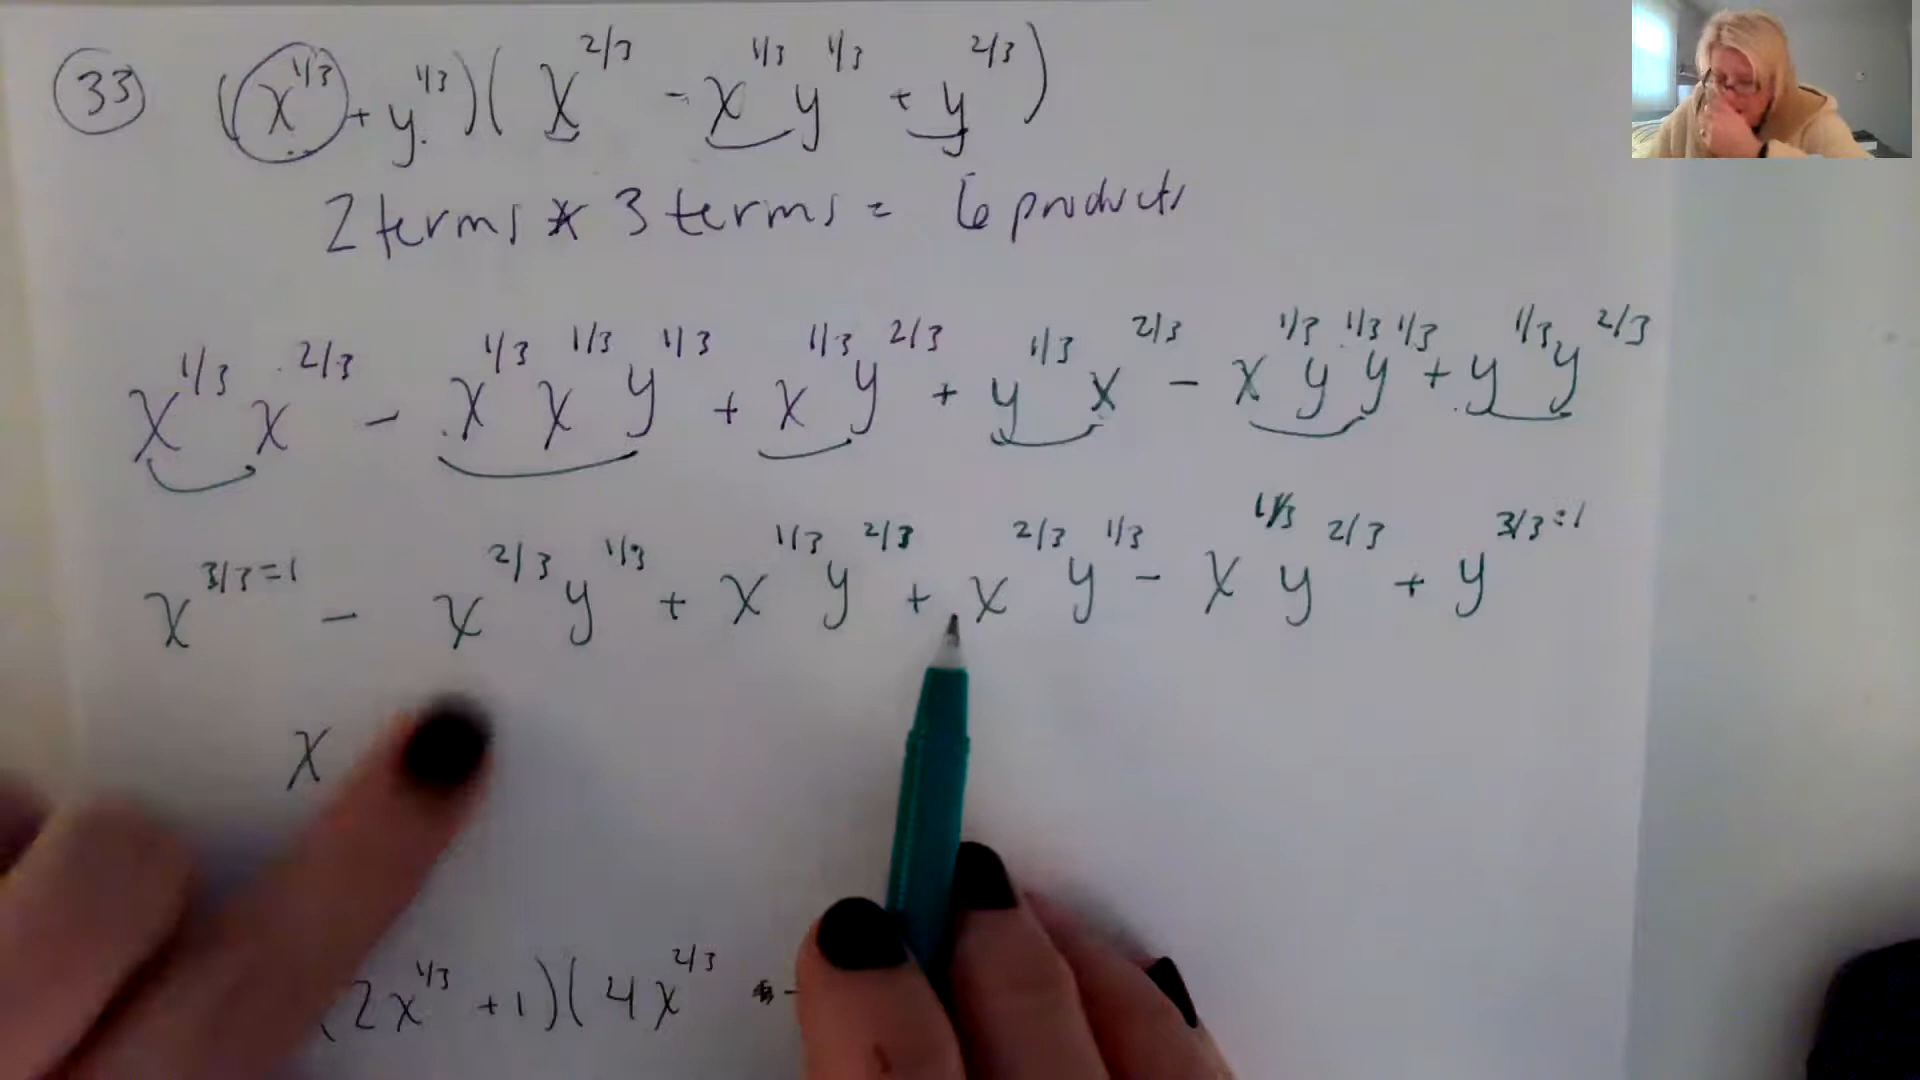 33 (x^1/3 + y^1/3)(x^2/3 - x^1/3 y^1/3 + y^2/3)
2 terms * 3 terms = 6 products
x^1/3 x^2/3 - x^1/3 x^1/3 y^1/3 + x^1/3 y^2/3 + y^1/3 x^2/3 - x^1/3 y^1/3 y^1/3 + y^1/3 y^2/3
x^3/3=1 - x^2/3 y^1/3 + x^1/3 y^2/3 + x^2/3 y^1/3 - x^1/3 y^2/3 + y^3/3=1
x
(2x^1/3 + 1)(4x^2/3 -